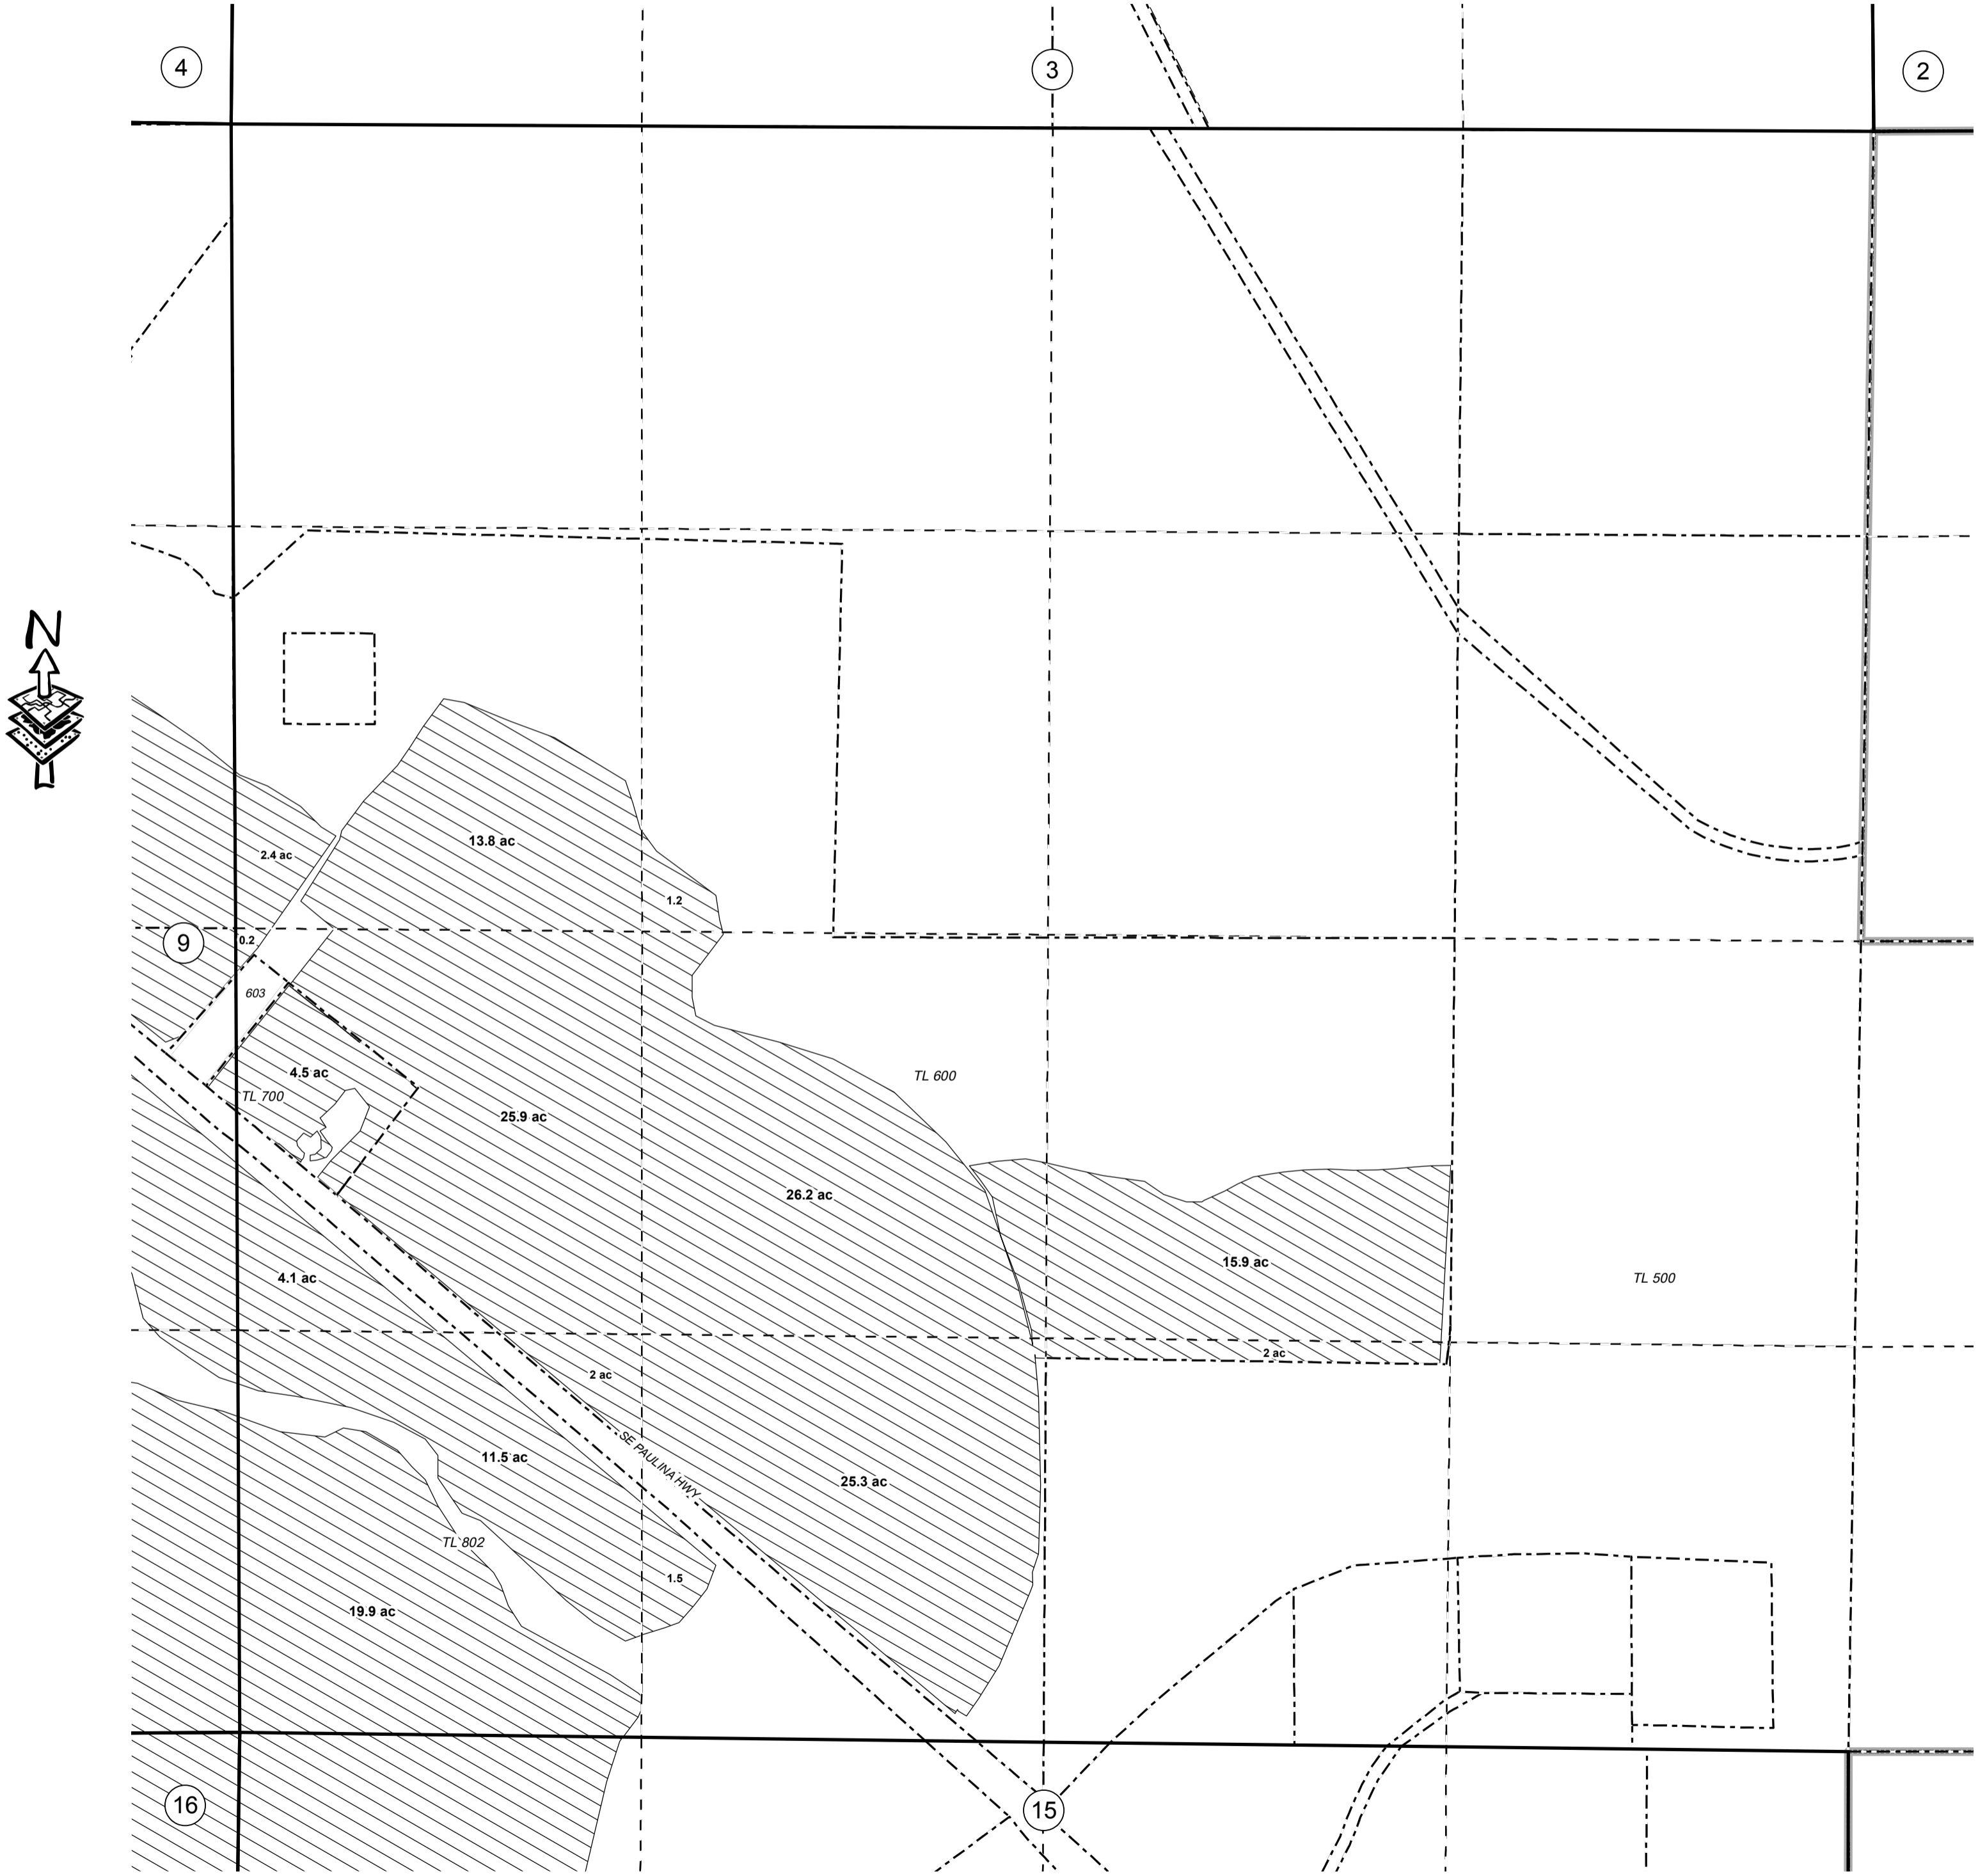 4
3
2
N
13.8 ac
2.4 ac
1.2
9
0.2
603
4.5 ac
TL 600
TL 700
25.9 ac
26.2 ac
15.9 ac
4.1 ac
TL 500
2 ac
2 ac
SE PAULINA HWY
11.5 ac
25.3 ac
TL 802
1.5
19.9 ac
16
15